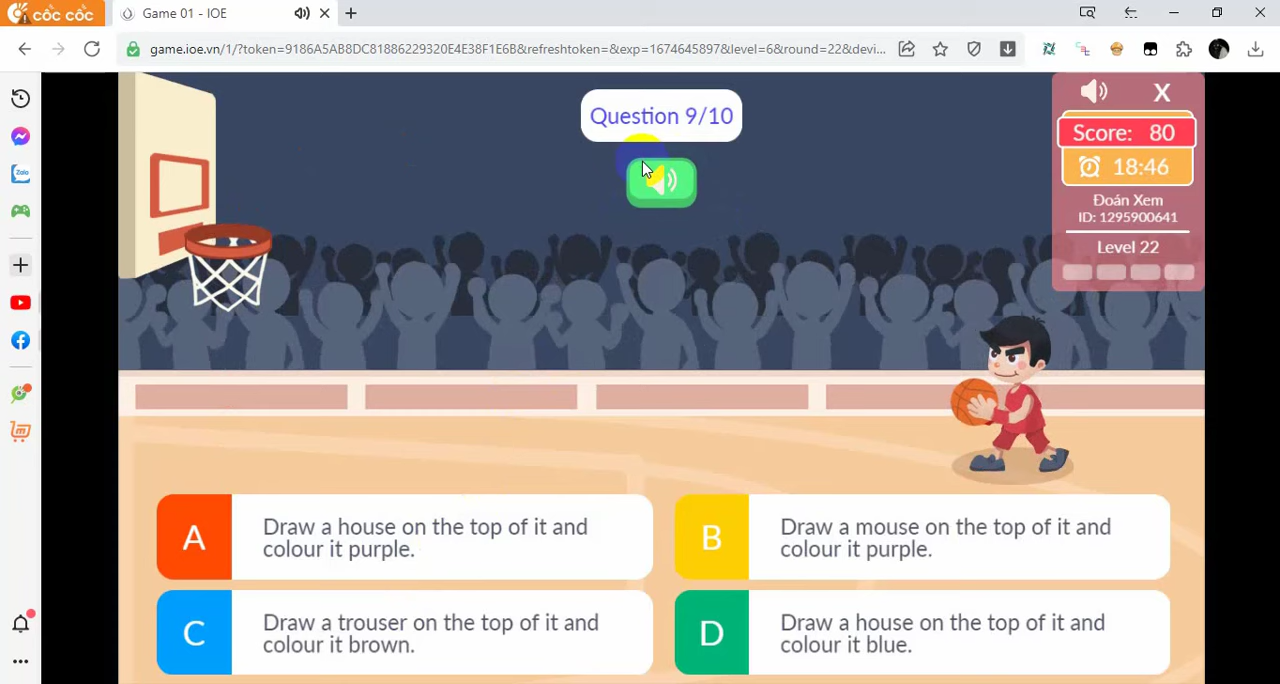 cốc cốc
Game 01 - IOE
game.ioe.vn/1/?token=9186A5AB8DC81886229320E4E38F1E6B&refreshtoken=&exp=1674645897&level=6&round=22&devi...
Zalo
Question 9/10
X
Score: 80
18:46
Đoán Xem
ID: 1295900641
Level 22
A
Draw a house on the top of it and
colour it purple.
B
Draw a mouse on the top of it and
colour it purple.
C
Draw a trouser on the top of it and
colour it brown.
D
Draw a house on the top of it and
colour it blue.